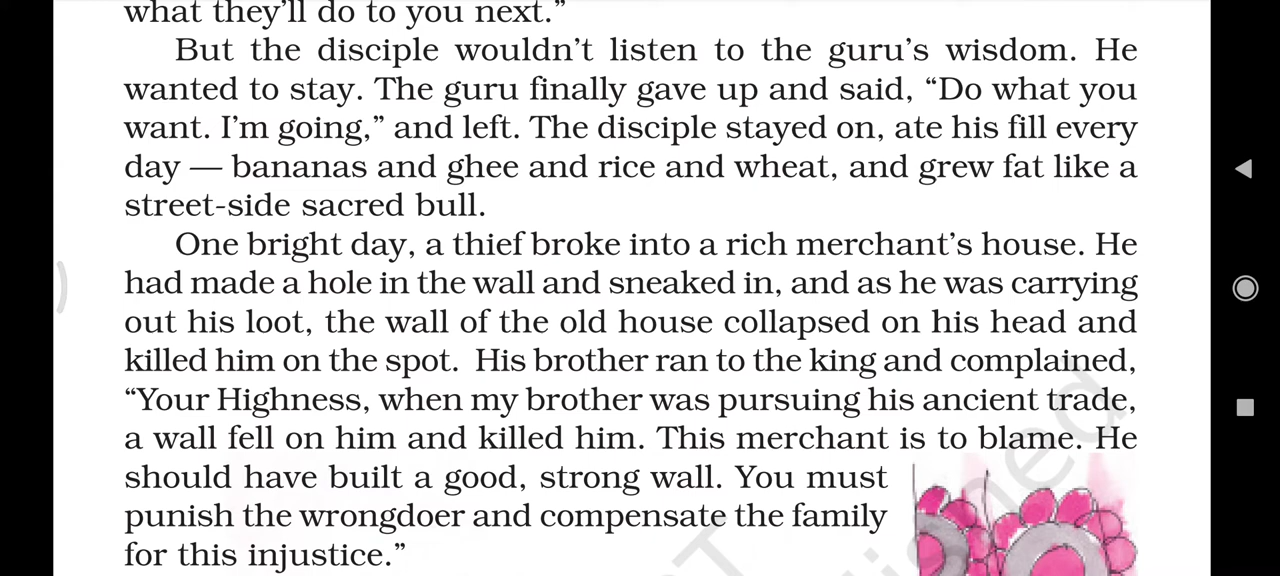 what they'll do to you next.”
But the disciple wouldn't listen to the guru's wisdom. He
wanted to stay. The guru finally gave up and said, “Do what you
want. I'm going,” and left. The disciple stayed on, ate his fill every
day — bananas and ghee and rice and wheat, and grew fat like a
street-side sacred bull.
One bright day, a thief broke into a rich merchant's house. He
had made a hole in the wall and sneaked in, and as he was carrying
out his loot, the wall of the old house collapsed on his head and
killed him on the spot. His brother ran to the king and complained,
“Your Highness, when my brother was pursuing his ancient trade,
a wall fell on him and killed him. This merchant is to blame. He
should have built a good, strong wall. You must
punish the wrongdoer and compensate the family
for this injustice.”